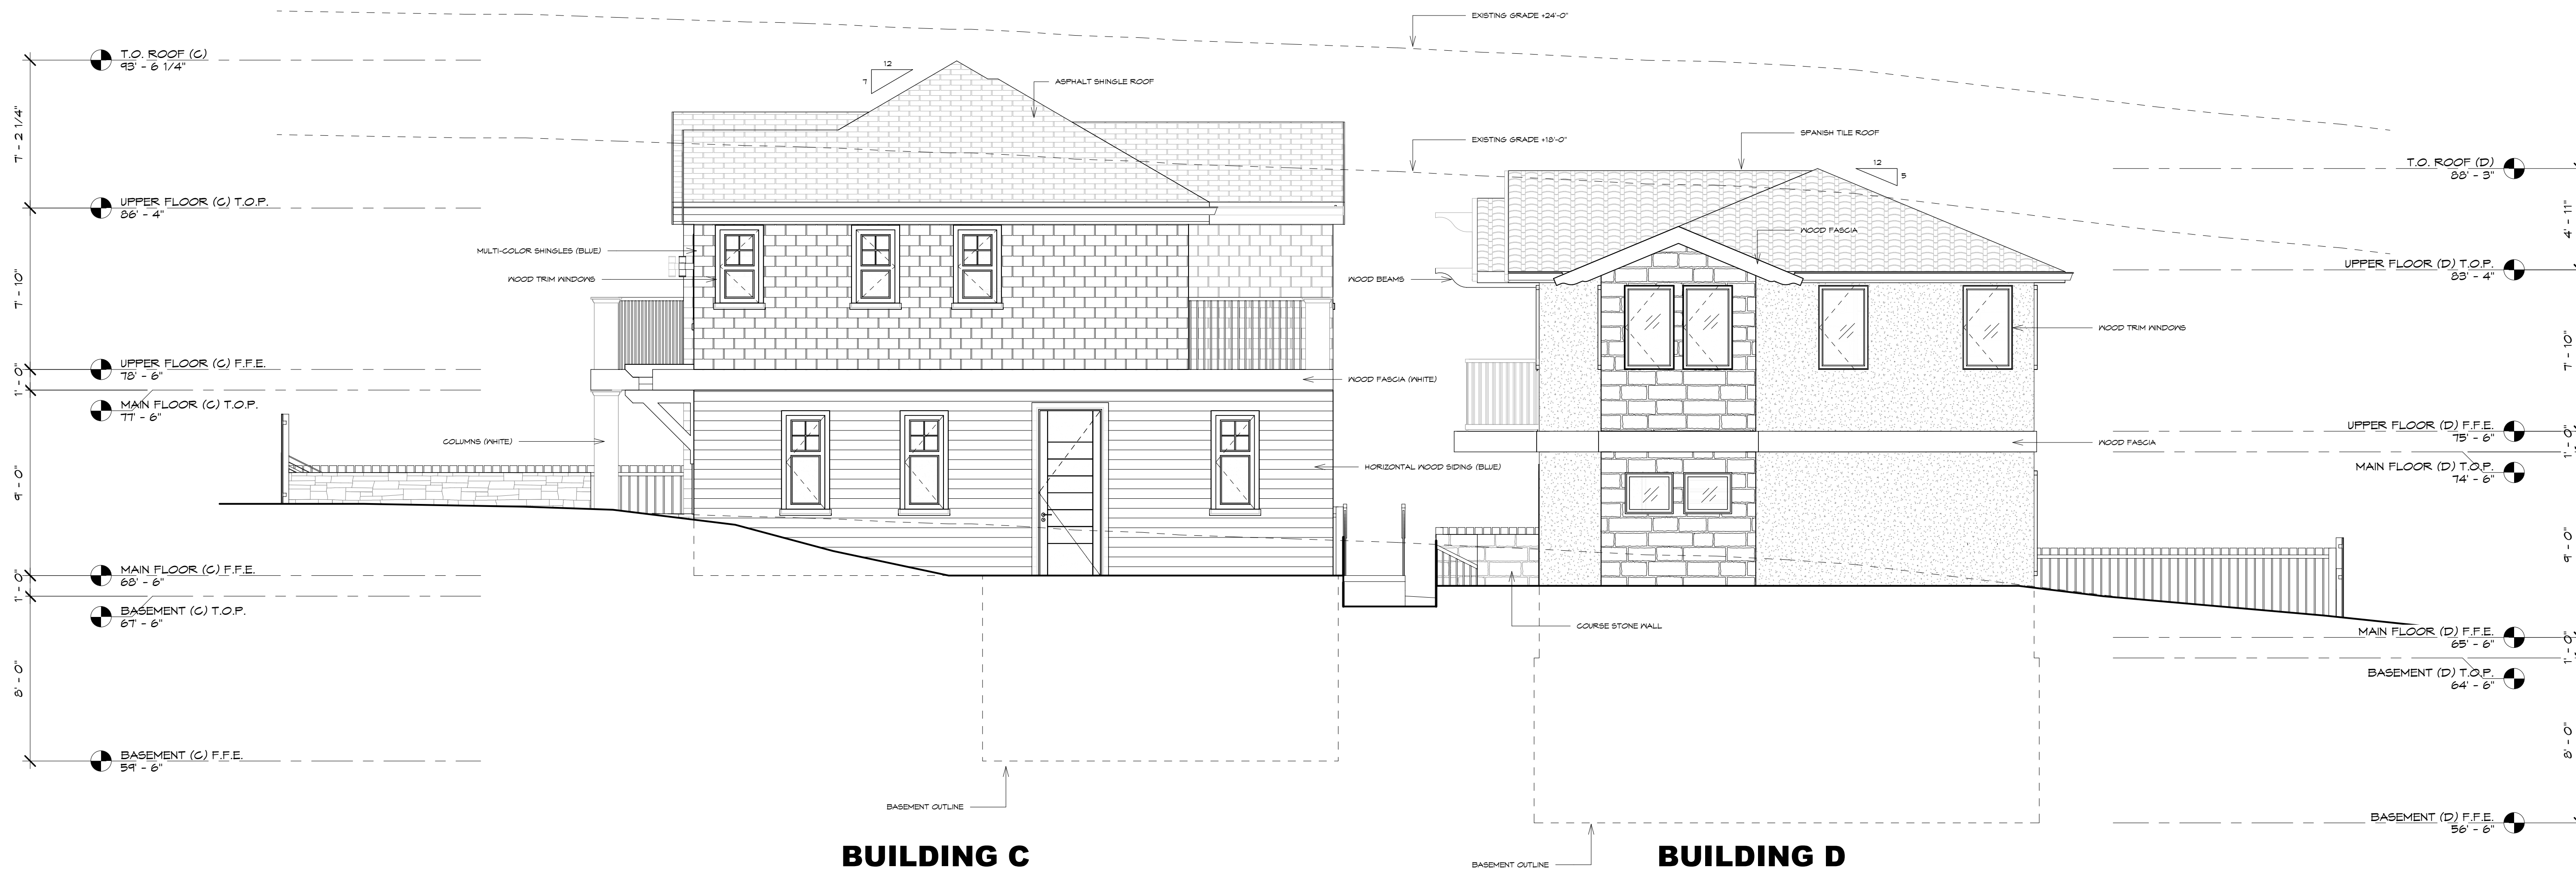 EXISTING GRADE +24'-0"
T.O. ROOF (C)
93' - 6 1/4"
12
7
ASPHALT SHINGLE ROOF
7' - 2 1/4"
EXISTING GRADE +18'-0"
SPANISH TILE ROOF
12
5
T.O. ROOF (D)
88' - 3"
UPPER FLOOR (C) T.O.P.
86' - 4"
4' - 11"
WOOD FASCIA
MULTI-COLOR SHINGLES (BLUE)
WOOD TRIM WINDOWS
WOOD BEAMS
UPPER FLOOR (D) T.O.P.
83' - 4"
7' - 10"
WOOD TRIM WINDOWS
7' - 10"
UPPER FLOOR (C) F.F.E.
78' - 6"
1' - 0"
WOOD FASCIA (WHITE)
MAIN FLOOR (C) T.O.P.
77' - 6"
UPPER FLOOR (D) F.F.E.
75' - 6"
1' - 0"
COLUMNS (WHITE)
WOOD FASCIA
HORIZONTAL WOOD SIDING (BLUE)
MAIN FLOOR (D) T.O.P.
74' - 6"
9' - 0"
9' - 0"
MAIN FLOOR (C) F.F.E.
68' - 6"
1' - 0"
BASEMENT (C) T.O.P.
67' - 6"
COURSE STONE WALL
MAIN FLOOR (D) F.F.E.
65' - 6"
1' - 0"
BASEMENT (D) T.O.P.
64' - 6"
8' - 0"
8' - 0"
BASEMENT (C) F.F.E.
59' - 6"
BASEMENT OUTLINE
BASEMENT (D) F.F.E.
56' - 6"
BASEMENT OUTLINE
BUILDING C
BUILDING D